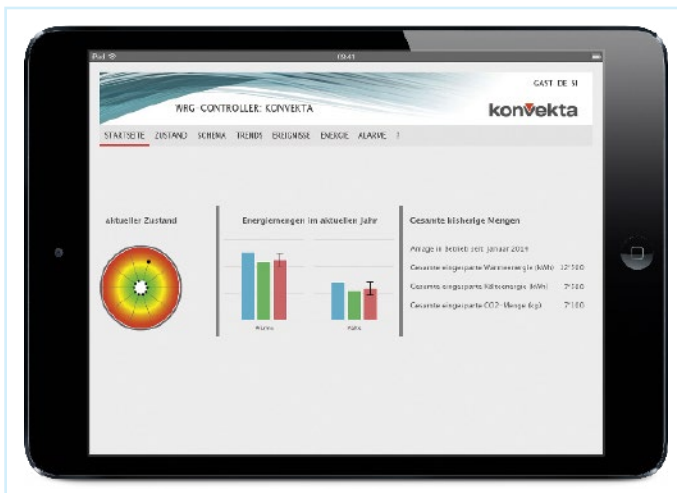 iPad
09:41
GAST DE SI
WRG-CONTROLLER: KONVEKTA
konvekta
STARTSEITE ZUSTAND SCHEMA TRENDS EREIGNISSE ENERGIE ALARME ?
aktueller Zustand
Energiemengen im aktuellen Jahr
Gesamte bisherige Mengen
Anlage in Betrieb seit: Januar 2014
Gesamte eingesparte Wärmeenergie (kWh)
Gesamte eingesparte Kälteenergie (kWh)
Gesamte eingesparte CO2-Menge (kg)
Wärme
Kälte